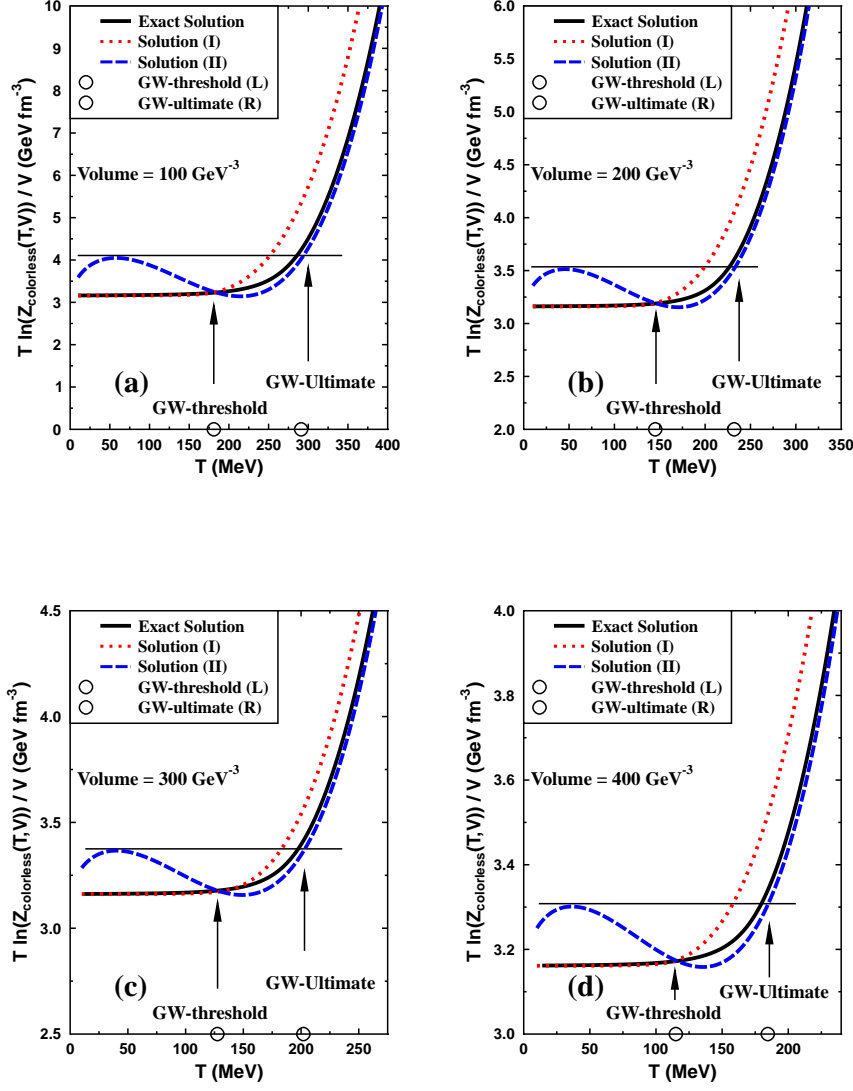 10
9
8
7
6
5
4
3
2
1
0
T ln(Z_colorless(T,V)) / V (GeV fm^-3)
Exact Solution
Solution (I)
Solution (II)
GW-threshold (L)
GW-ultimate (R)
Volume = 100 GeV^-3
(a)
GW-Ultimate
GW-threshold
0 50 100 150 200 250 300 350 400
T (MeV)
6.0
5.5
5.0
4.5
4.0
3.5
3.0
2.5
2.0
T ln(Z_colorless(T,V)) / V (GeV fm^-3)
Exact Solution
Solution (I)
Solution (II)
GW-threshold (L)
GW-ultimate (R)
Volume = 200 GeV^-3
(b)
GW-Ultimate
GW-threshold
0 50 100 150 200 250 300 350
T (MeV)
4.5
4.0
3.5
3.0
2.5
T ln(Z_colorless(T,V)) / V (GeV fm^-3)
Exact Solution
Solution (I)
Solution (II)
GW-threshold (L)
GW-ultimate (R)
Volume = 300 GeV^-3
(c)
GW-Ultimate
GW-threshold
0 50 100 150 200 250
T (MeV)
4.0
3.8
3.6
3.4
3.2
3.0
T ln(Z_colorless(T,V)) / V (GeV fm^-3)
Exact Solution
Solution (I)
Solution (II)
GW-threshold (L)
GW-ultimate (R)
Volume = 400 GeV^-3
(d)
GW-Ultimate
GW-threshold
0 50 100 150 200
T (MeV)